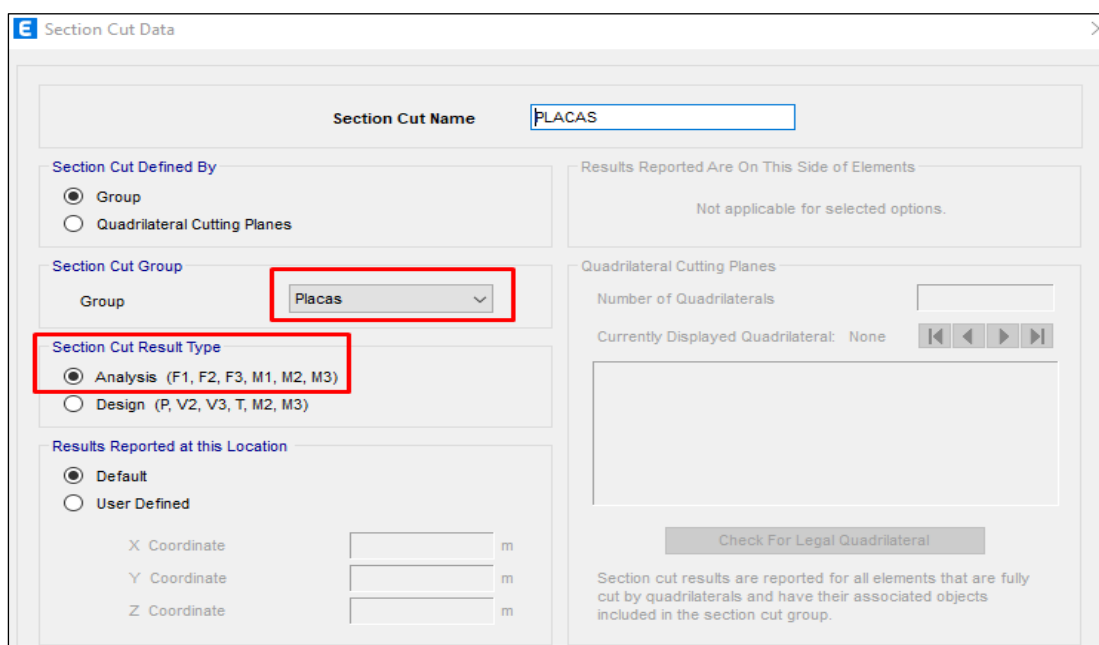 E Section Cut Data
Section Cut Name PLACAS
Section Cut Defined By
Group
Quadrilateral Cutting Planes
Results Reported Are On This Side of Elements
Not applicable for selected options.
Section Cut Group
Group Placas
Section Cut Result Type
Analysis (F1, F2, F3, M1, M2, M3)
Design (P, V2, V3, T, M2, M3)
Results Reported at this Location
Default
User Defined
X Coordinate m
Y Coordinate m
Z Coordinate m
Quadrilateral Cutting Planes
Number of Quadrilaterals
Currently Displayed Quadrilateral: None
Check For Legal Quadrilateral
Section cut results are reported for all elements that are fully
cut by quadrilaterals and have their associated objects
included in the section cut group.